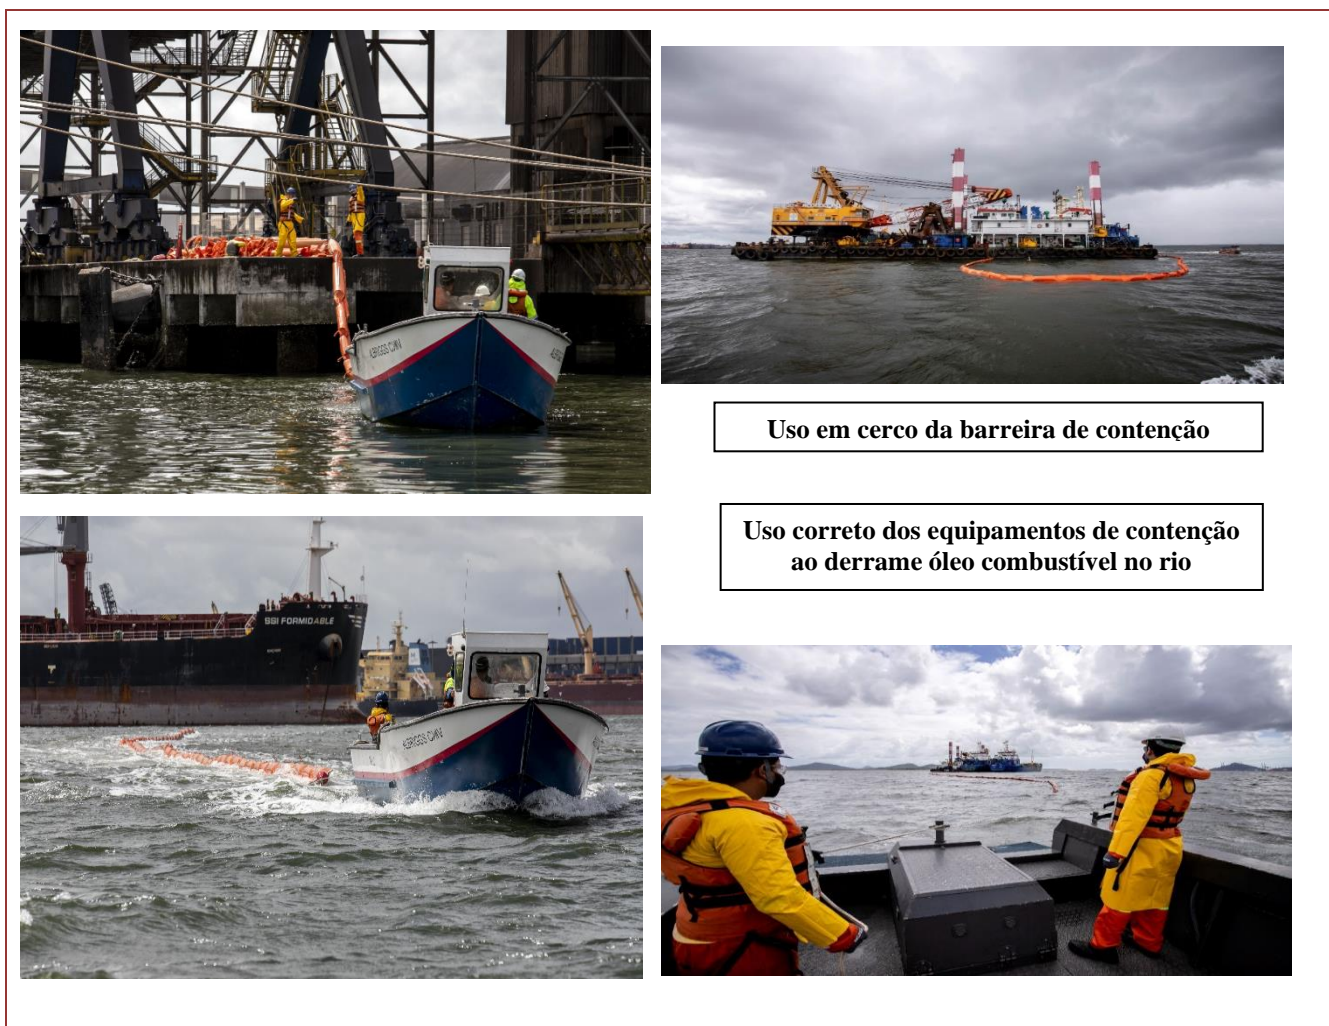 Uso em cerco da barreira de contenção
Uso correto dos equipamentos de contenção
ao derrame óleo combustível no rio
SSI FORMIDABLE